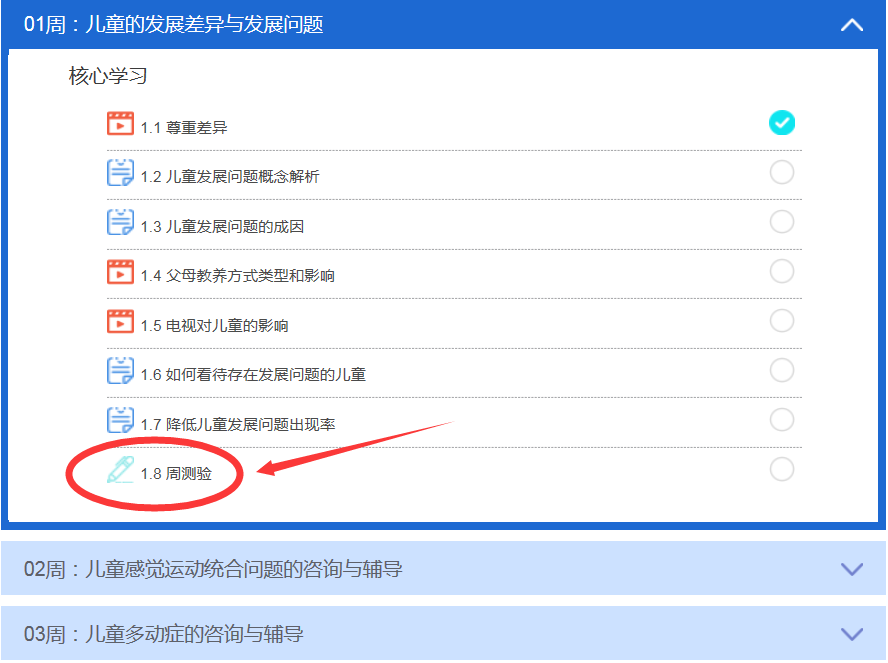 01周：儿童的发展差异与发展问题
核心学习
1.1 尊重差异
1.2 儿童发展问题概念解析
1.3 儿童发展问题的成因
1.4 父母教养方式类型和影响
1.5 电视对儿童的影响
1.6 如何看待存在发展问题的儿童
1.7 降低儿童发展问题出现率
1.8 周测验
02周：儿童感觉运动统合问题的咨询与辅导
03周：儿童多动症的咨询与辅导